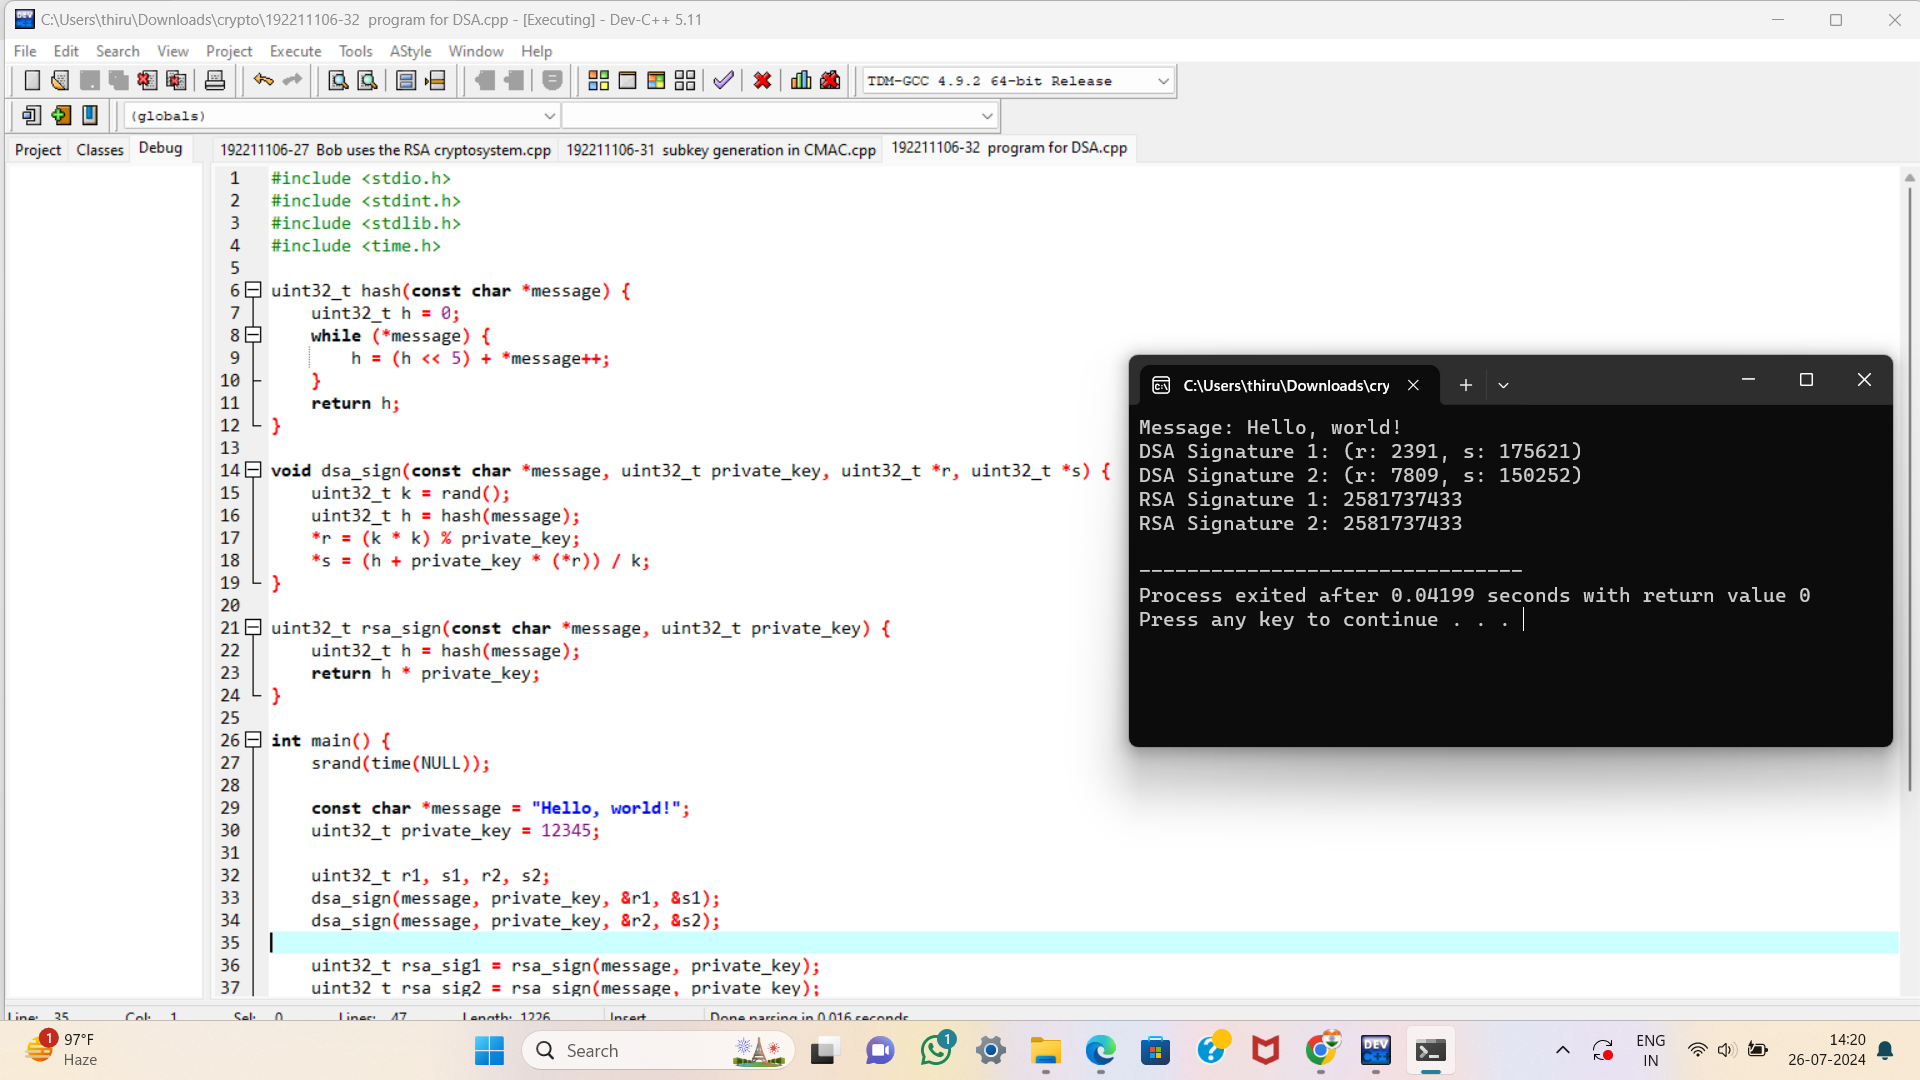 C:\Users\thiru\Downloads\crypto\192211106-32  program for DSA.cpp - [Executing] - Dev-C++ 5.11
File Edit Search View Project Execute Tools AStyle Window Help
TDM-GCC 4.9.2 64-bit Release
(globals)
Project Classes Debug
192211106-27  Bob uses the RSA cryptosystem.cpp 192211106-31  subkey generation in CMAC.cpp 192211106-32  program for DSA.cpp
1 #include <stdio.h>
2 #include <stdint.h>
3 #include <stdlib.h>
4 #include <time.h>
5
6 uint32_t hash(const char *message) {
7     uint32_t h = 0;
8     while (*message) {
9         h = (h << 5) + *message++;
10     }
11     return h;
12 }
13
14 void dsa_sign(const char *message, uint32_t private_key, uint32_t *r, uint32_t *s) {
15     uint32_t k = rand();
16     uint32_t h = hash(message);
17     *r = (k * k) % private_key;
18     *s = (h + private_key * (*r)) / k;
19 }
20
21 uint32_t rsa_sign(const char *message, uint32_t private_key) {
22     uint32_t h = hash(message);
23     return h * private_key;
24 }
25
26 int main() {
27     srand(time(NULL));
28
29     const char *message = "Hello, world!";
30     uint32_t private_key = 12345;
31
32     uint32_t r1, s1, r2, s2;
33     dsa_sign(message, private_key, &r1, &s1);
34     dsa_sign(message, private_key, &r2, &s2);
35
36     uint32_t rsa_sig1 = rsa_sign(message, private_key);
37     uint32_t rsa_sig2 = rsa_sign(message, private_key);
C:\Users\thiru\Downloads\cry
Message: Hello, world!
DSA Signature 1: (r: 2391, s: 175621)
DSA Signature 2: (r: 7809, s: 150252)
RSA Signature 1: 2581737433
RSA Signature 2: 2581737433
--------------------------------
Process exited after 0.04199 seconds with return value 0
Press any key to continue . . .
Line: 35 Col: 1 Sel: 0 Lines: 47 Length: 1226 Insert Done parsing in 0.016 seconds
1
97°F
Haze
Search
1
DEV
C++
ENG
IN
14:20
26-07-2024